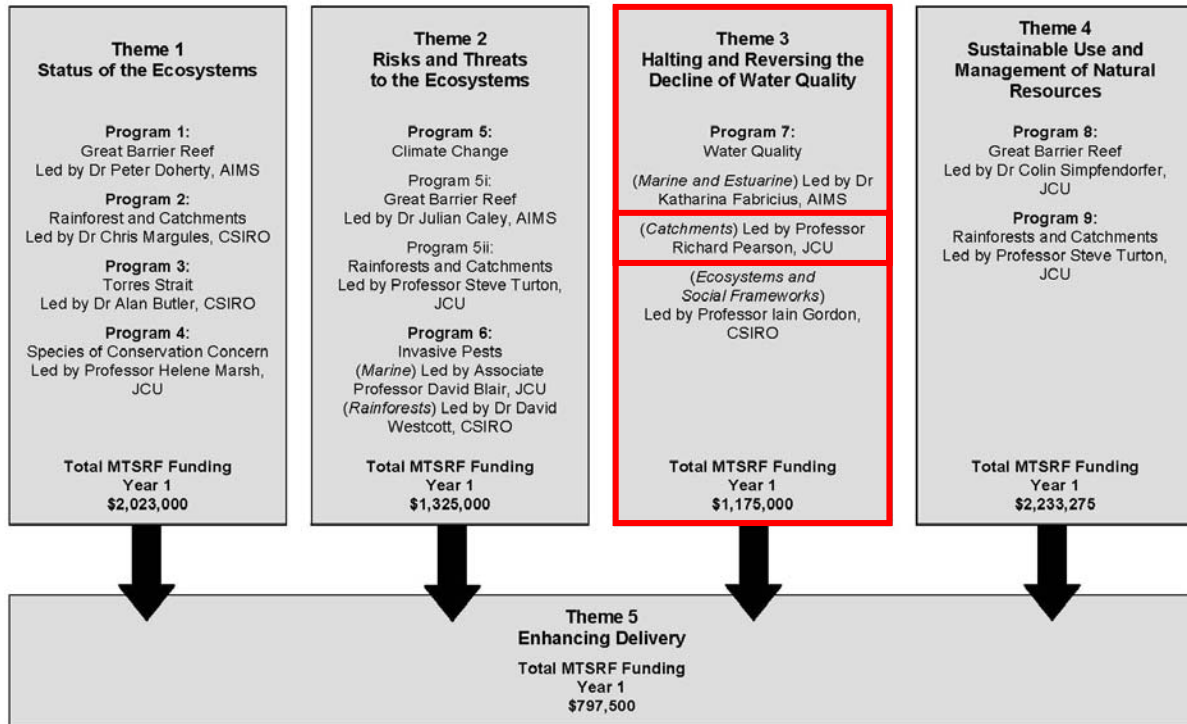 Theme 1
Status of the Ecosystems
Program 1:
Great Barrier Reef
Led by Dr Peter Doherty, AIMS
Program 2:
Rainforest and Catchments
Led by Dr Chris Margules, CSIRO
Program 3:
Torres Strait
Led by Dr Alan Butler, CSIRO
Program 4:
Species of Conservation Concern
Led by Professor Helene Marsh,
JCU
Total MTSRF Funding
Year 1
$2,023,000
Theme 2
Risks and Threats
to the Ecosystems
Program 5:
Climate Change
Program 5i:
Great Barrier Reef
Led by Dr Julian Caley, AIMS
Program 5ii:
Rainforests and Catchments
Led by Professor Steve Turton,
JCU
Program 6:
Invasive Pests
(Marine) Led by Associate
Professor David Blair, JCU
(Rainforests) Led by Dr David
Westcott, CSIRO
Total MTSRF Funding
Year 1
$1,325,000
Theme 3
Halting and Reversing the
Decline of Water Quality
Program 7:
Water Quality
(Marine and Estuarine) Led by Dr
Katharina Fabricius, AIMS
(Catchments) Led by Professor
Richard Pearson, JCU
(Ecosystems and
Social Frameworks)
Led by Professor Iain Gordon,
CSIRO
Total MTSRF Funding
Year 1
$1,175,000
Theme 4
Sustainable Use and
Management of Natural
Resources
Program 8:
Great Barrier Reef
Led by Dr Colin Simpfendorfer,
JCU
Program 9:
Rainforests and Catchments
Led by Professor Steve Turton,
JCU
Total MTSRF Funding
Year 1
$2,233,275
Theme 5
Enhancing Delivery
Total MTSRF Funding
Year 1
$797,500